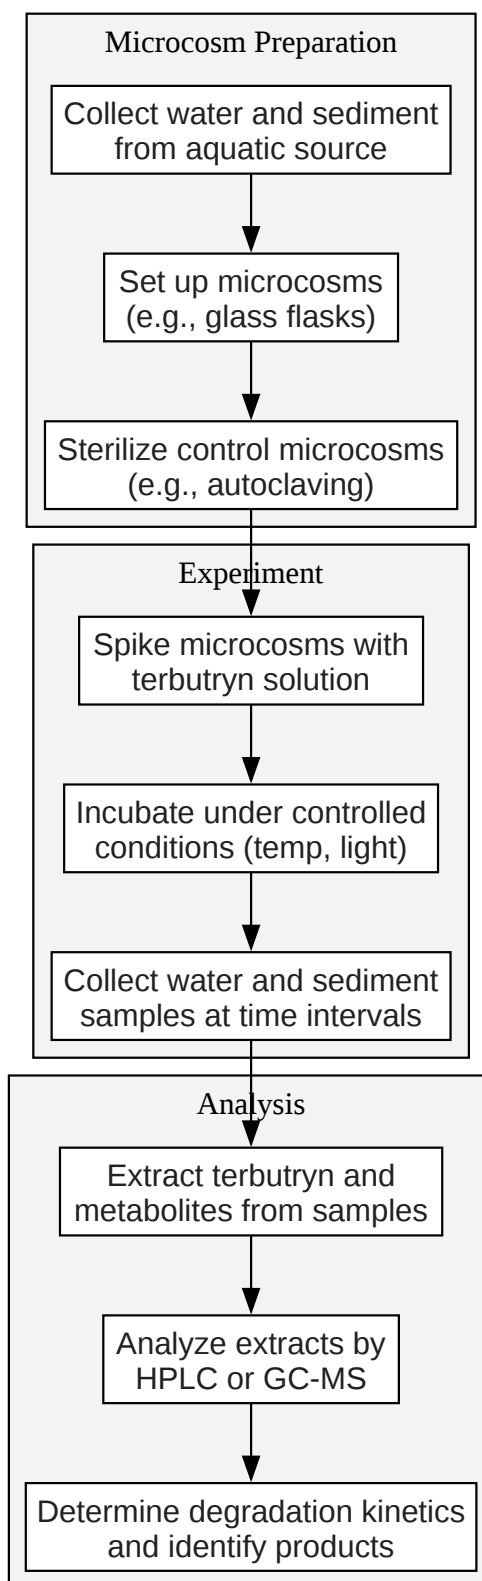 Microcosm Preparation
Collect water and sediment
from aquatic source
Set up microcosms
(e.g., glass flasks)
Sterilize control microcosms
(e.g., autoclaving)
Experiment
Spike microcosms with
terbutryn solution
Incubate under controlled
conditions (temp, light)
Collect water and sediment
samples at time intervals
Analysis
Extract terbutryn and
metabolites from samples
Analyze extracts by
HPLC or GC-MS
Determine degradation kinetics
and identify products